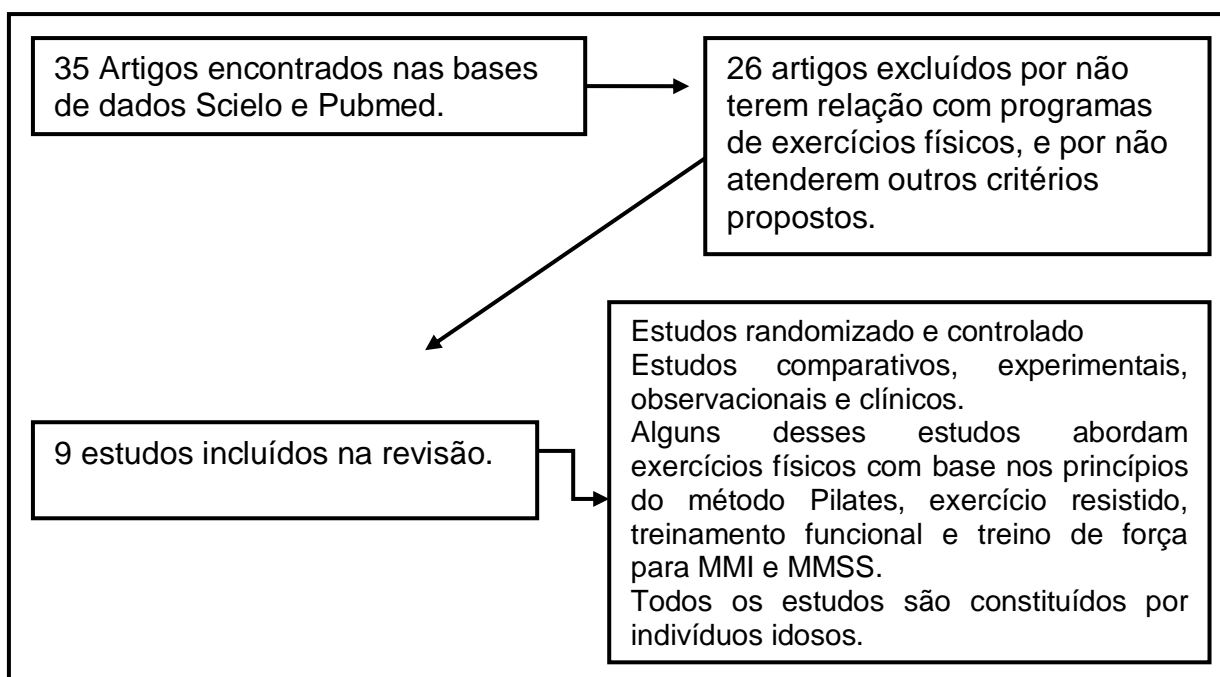 35 Artigos encontrados nas bases
de dados Scielo e Pubmed.
26 artigos excluídos por não
terem relação com programas
de exercícios físicos, e por não
atenderem outros critérios
propostos.
9 estudos incluídos na revisão.
Estudos randomizado e controlado
Estudos comparativos, experimentais,
observacionais e clínicos.
Alguns desses estudos abordam
exercícios físicos com base nos princípios
do método Pilates, exercício resistido,
treinamento funcional e treino de força
para MMI e MMSS.
Todos os estudos são constituídos por
indivíduos idosos.